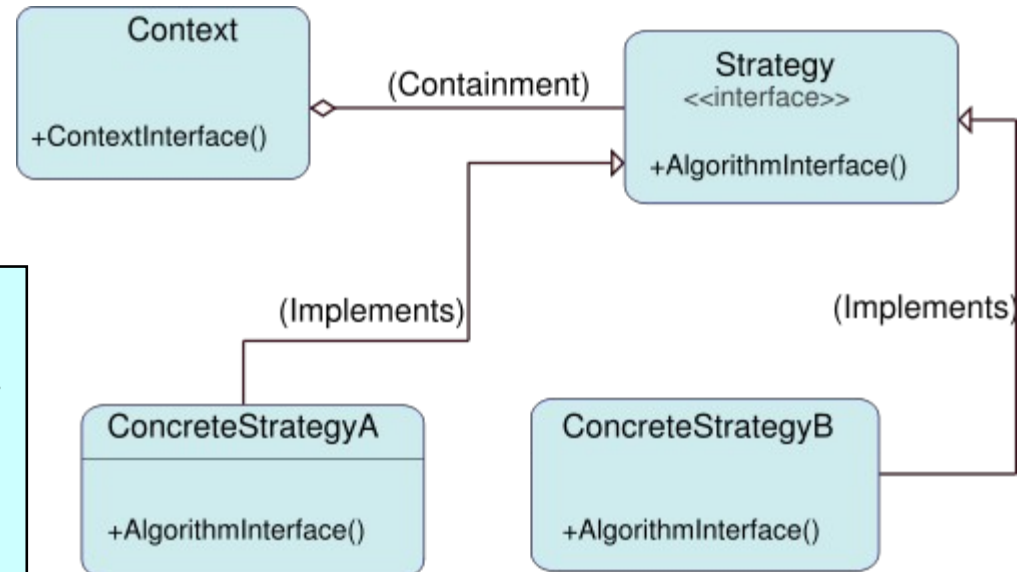 Context
+ContextInterface()
(Containment)
Strategy
<<interface>>
+AlgorithmInterface()
(Implements)
(Implements)
ConcreteStrategyA
+AlgorithmInterface()
ConcreteStrategyB
+AlgorithmInterface()